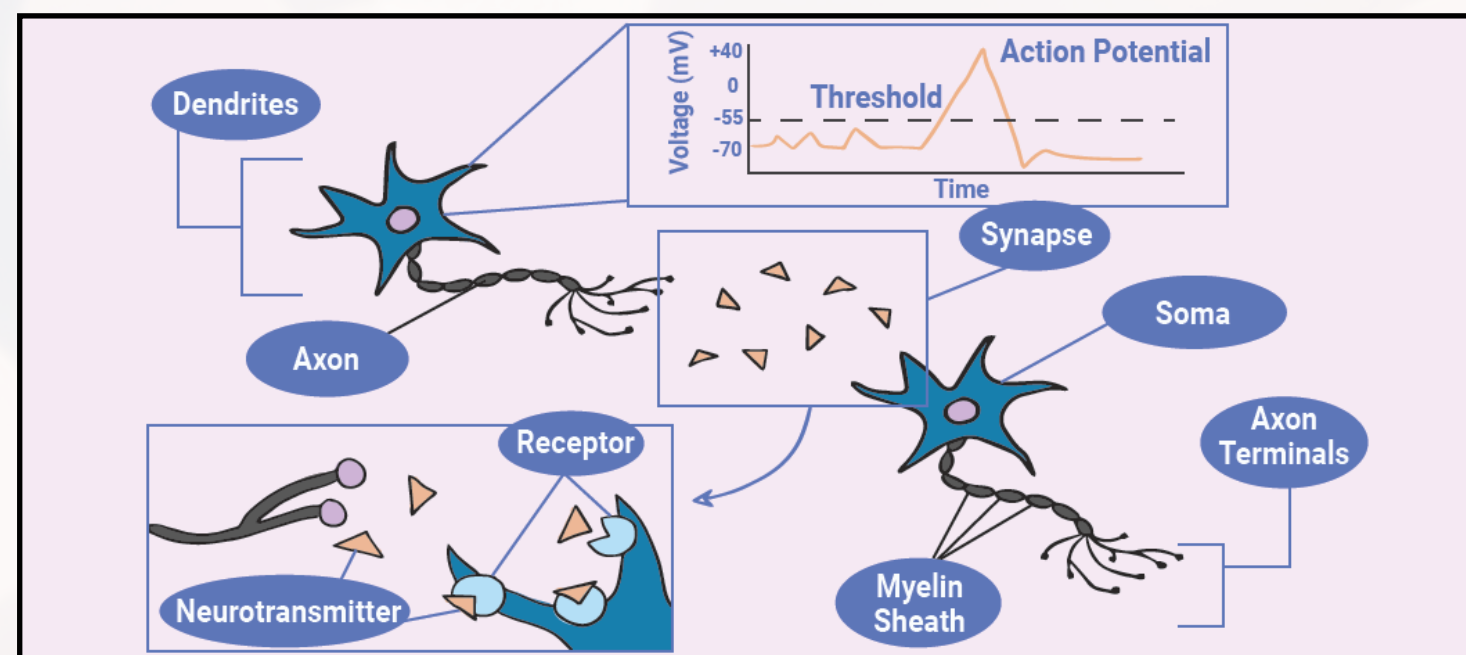 Dendrites
Voltage (mV)
+40
0
-55
-70
Threshold
Action Potential
Time
Synapse
Soma
Axon
Receptor
Axon
Terminals
Neurotransmitter
Myelin
Sheath